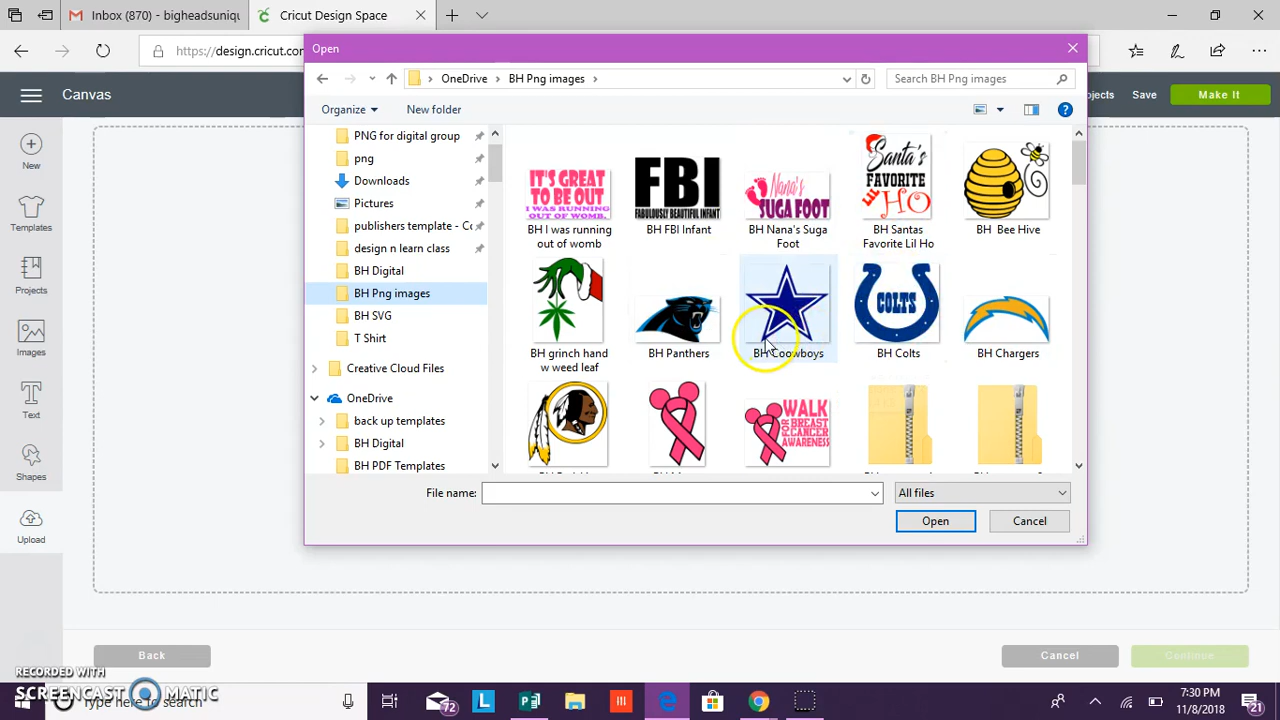 Inbox (870) - bigheadsuniqu
Cricut Design Space
https://design.cricut.com
Open
Canvas
Projects
Save
Make It
OneDrive
BH Png images
Search BH Png images
Organize
New folder
New
Templates
Projects
Images
Text
Shapes
Upload
PNG for digital group
png
Downloads
Pictures
publishers template - Co
design n learn class
BH Digital
BH Png images
BH SVG
T Shirt
Creative Cloud Files
OneDrive
back up templates
BH Digital
BH PDF Templates
IT'S GREAT
TO BE OUT
I WAS RUNNING
OUT OF WOMB.
BH I was running
out of womb
FBI
FABULOUSLY BEAUTIFUL INFANT
BH FBI Infant
Nana's
SUGA FOOT
BH Nana's Suga
Foot
Santa's
FAVORITE
LIL
HO
BH Santas
Favorite Lil Ho
BH Bee Hive
BH grinch hand
w weed leaf
BH Panthers
BH Coowboys
COLTS
BH Colts
BH Chargers
WALK
FOR BREAST
CANCER
AWARENESS
File name:
All files
Open
Cancel
Back
Cancel
Continue
RECORDED WITH
SCREENCAST MATIC
Type here to search
72
7:30 PM
11/8/2018
21